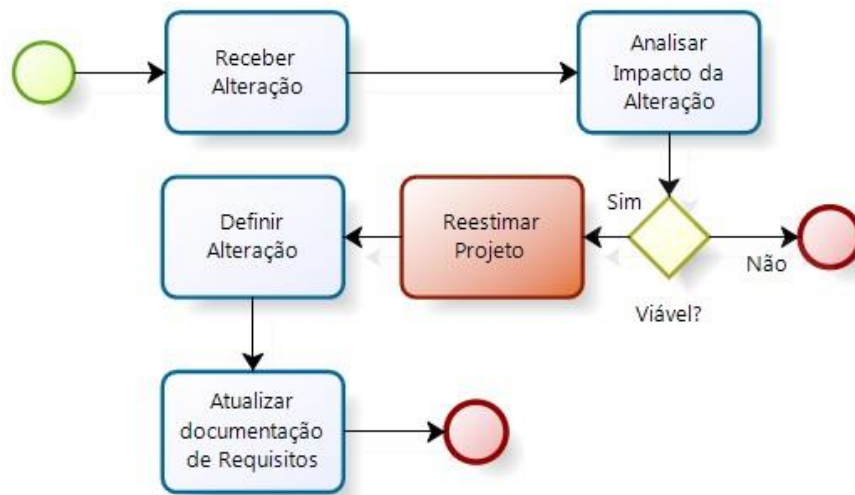 Receber
Alteração
Analisar
Impacto da
Alteração
Sim
Não
Viável?
Reestimar
Projeto
Definir
Alteração
Atualizar
documentação
de Requisitos